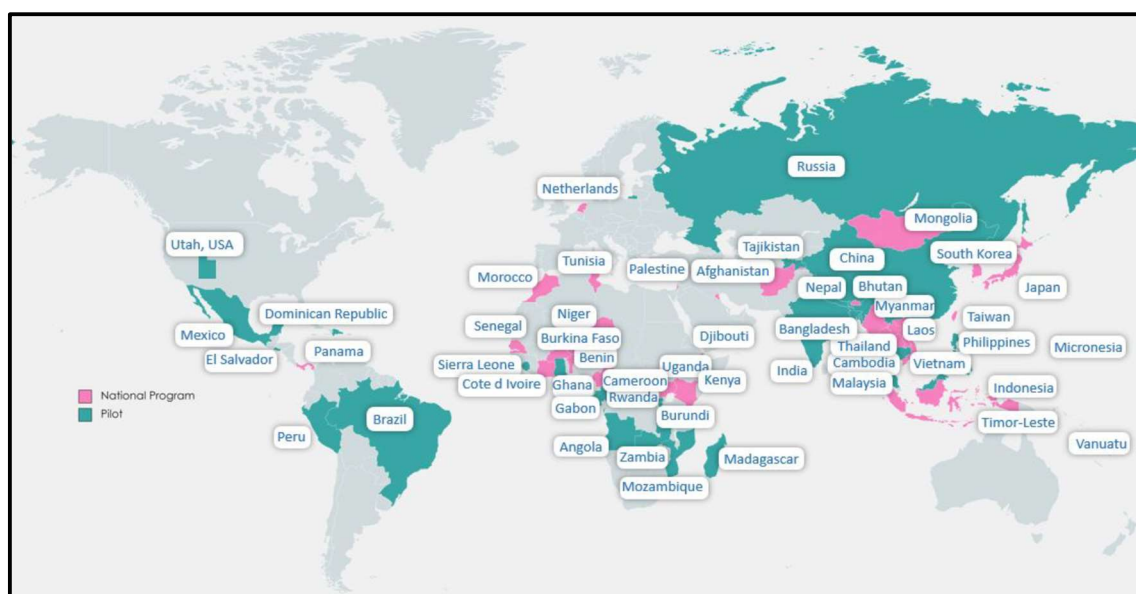 Russia
Netherlands
Mongolia
Utah, USA
Tajikistan
China
South Korea
Tunisia
Palestine
Afghanistan
Morocco
Nepal
Bhutan
Japan
Myanmar
Dominican Republic
Niger
Senegal
Djibouti
Bangladesh
Laos
Taiwan
Mexico
Burkina Faso
Thailand
Philippines
Micronesia
El Salvador
Panama
Sierra Leone
Benin
Uganda
India
Cambodia
Vietnam
Cote d Ivoire
Ghana
Cameroon
Kenya
Malaysia
Indonesia
National Program
Pilot
Rwanda
Gabon
Burundi
Brazil
Peru
Timor-Leste
Angola
Zambia
Madagascar
Vanuatu
Mozambique